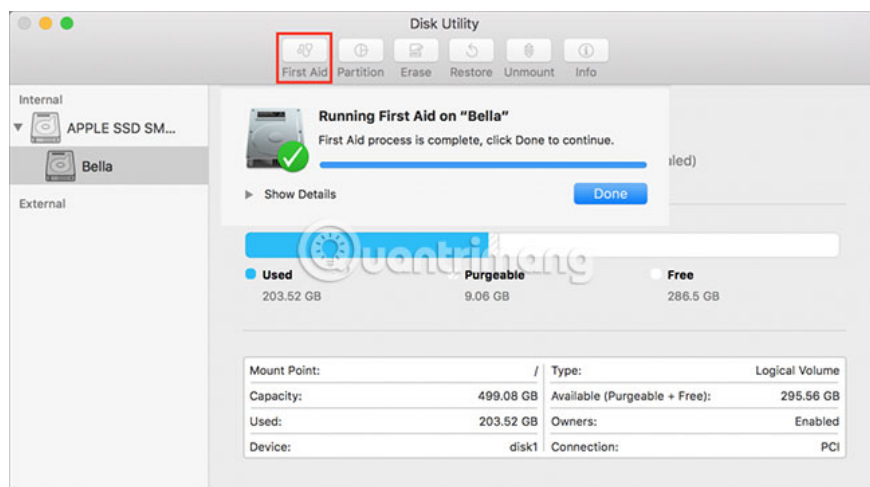 Disk Utility
First Aid Partition Erase Restore Unmount Info
Internal
APPLE SSD SM...
Bella
External
Running First Aid on “Bella”
First Aid process is complete, click Done to continue.
Show Details
Done
Quantrimang
Used Purgeable Free
203.52 GB 9.06 GB 286.5 GB
Mount Point: / Type: Logical Volume
Capacity: 499.08 GB Available (Purgeable + Free): 295.56 GB
Used: 203.52 GB Owners: Enabled
Device: disk1 Connection: PCI